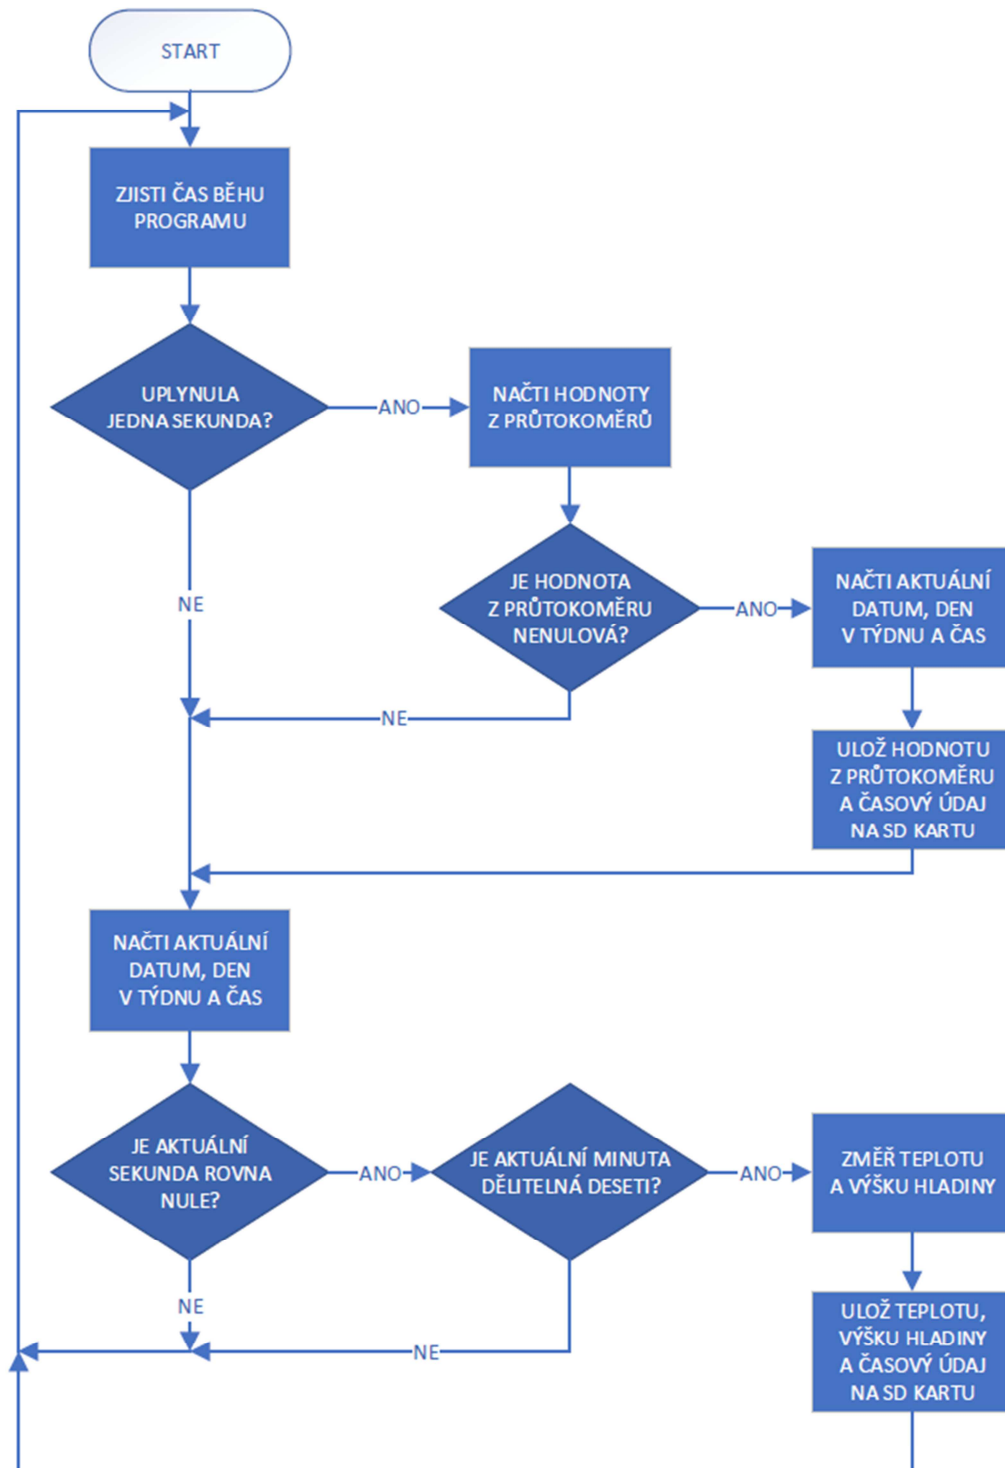 START
ZJISTI ČAS BĚHU
PROGRAMU
UPLYNULA
JEDNA SEKUNDA?
ANO
NAČTI HODNOTY
Z PRŮTOKOMĚRŮ
NE
JE HODNOTA
Z PRŮTOKOMĚRU
NENULOVÁ?
ANO
NAČTI AKTUÁLNÍ
DATUM, DEN
V TÝDNU A ČAS
NE
ULOŽ HODNOTU
Z PRŮTOKOMĚRU
A ČASOVÝ ÚDAJ
NA SD KARTU
NAČTI AKTUÁLNÍ
DATUM, DEN
V TÝDNU A ČAS
JE AKTUÁLNÍ
SEKUNDA ROVNA
NULE?
ANO
JE AKTUÁLNÍ MINUTA
DĚLITELNÁ DESETI?
ANO
ZMĚŘ TEPLOTU
A VÝŠKU HLADINY
NE
NE
ULOŽ TEPLOTU,
VÝŠKU HLADINY
A ČASOVÝ ÚDAJ
NA SD KARTU